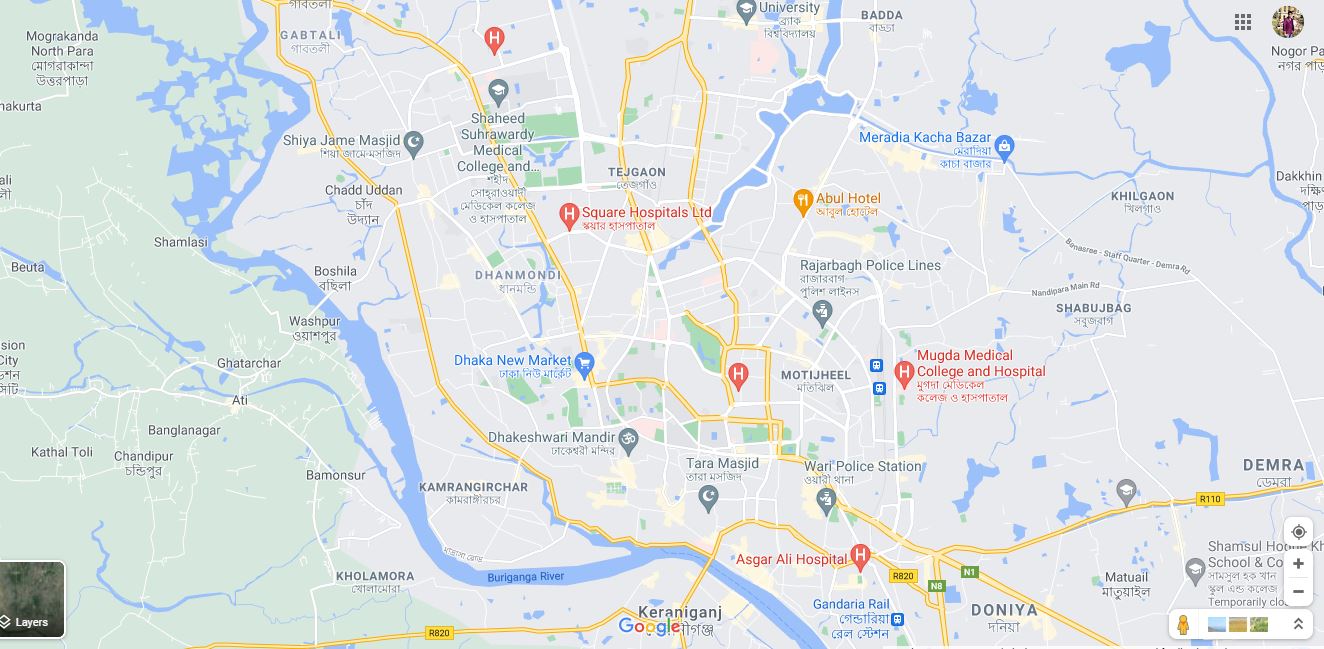 University
ব্র্যাক
বিশ্ববিদ্যালয়
BADDA
বাড্ডা
গাবতলী
GABTALI
গাবতলী
Mograkanda
North Para
মোগরাকান্দা
উত্তরপাড়া
Nogor Pa
নগর পাড়
nakurta
Shaheed
Suhrawardy
Medical
College and...
শহীদ
সোহরাওয়ার্দী
মেডিকেল কলেজ
ও হাসপাতাল
Shiya Jame Masjid
শিয়া জামে-মসজিদ
Meradia Kacha Bazar
মেরাদিয়া
কাঁচা বাজার
TEJGAON
তেজগাঁও
Dakkhin
Chadd Uddan
চাঁদ
উদ্যান
Abul Hotel
আবুল হোটেল
KHILGAON
খিলগাও
Square Hospitals Ltd
স্কয়ার হাসপাতাল
Shamlasi
Banasree - Staff Quarter - Demra Rd
Beuta
Boshila
বছিলা
DHANMONDI
ধানমন্ডি
Rajarbagh Police Lines
রাজারবাগ
পুলিশ লাইনস
Nandipara Main Rd
SHABUJBAG
সবুজবাগ
Washpur
ওয়াশপুর
ssion
City
সিটি
Ghatarchar
Dhaka New Market
ঢাকা নিউ মার্কেট
Mugda Medical
College and Hospital
মুগদা মেডিকেল
কলেজ ও হাসপাতাল
MOTIJHEEL
মতিঝিল
Ati
Banglanagar
Dhakeshwari Mandir
ঢাকেশ্বরী মন্দির
Kathal Toli
Chandipur
চন্ডিপুর
Bamonsur
Tara Masjid
তারা মসজিদ
Wari Police Station
ওয়ারী থানা
DEMRA
ডেমরা
KAMRANGIRCHAR
কামরাঙ্গীরচর
R110
মাদ্রাসা রোড
Asgar Ali Hospital
Shamsul Hoque Kh
School & Co
সামসুল হক খান
স্কুল এন্ড কলেজ
Temporarily clo
KHOLAMORA
খোলামোরা
Buriganga River
R820
N8
N1
Matuail
মাতুয়াইল
Keraniganj
Google
Gandaria Rail
গেন্ডারিয়া
রেল স্টেশন
DONIYA
দনিয়া
Layers
R820